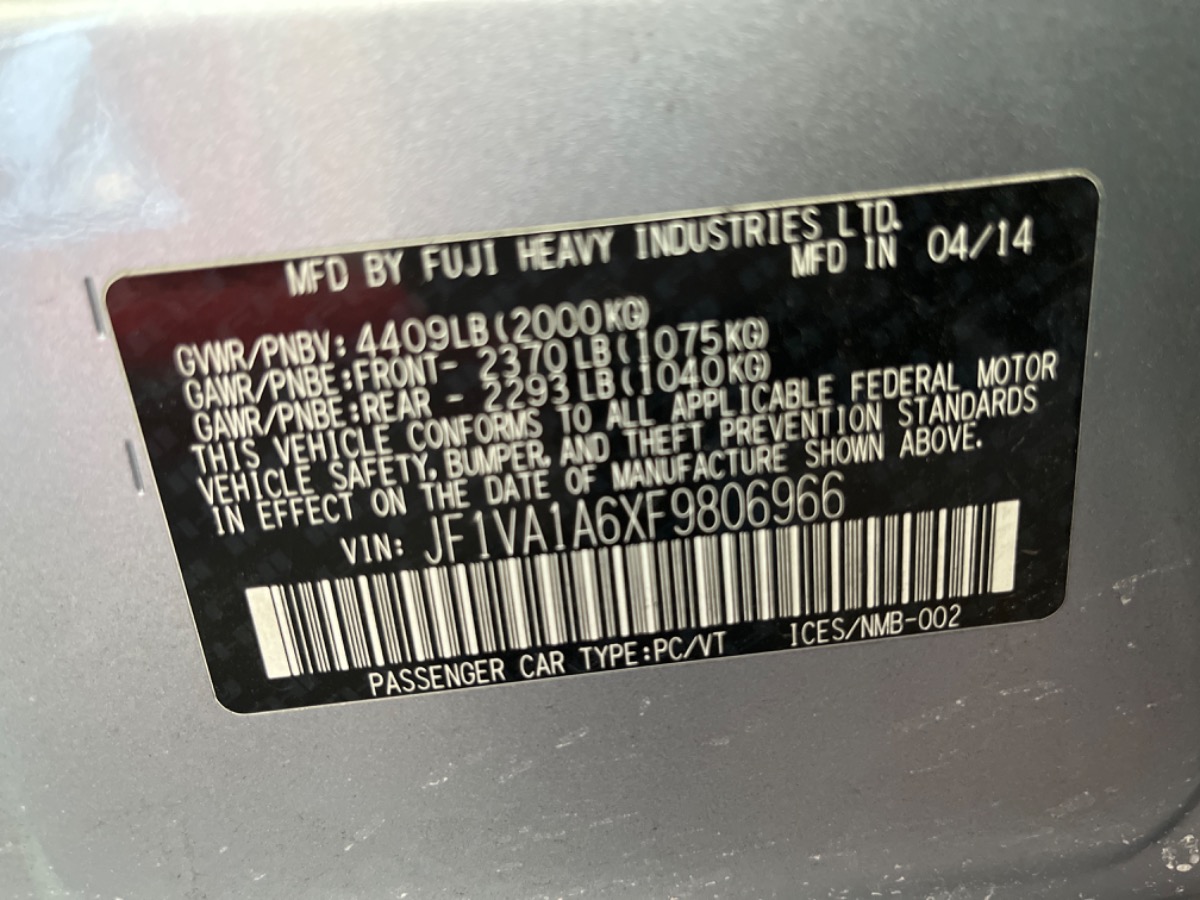 MFD BY FUJI HEAVY INDUSTRIES LTD.
MFD IN 04/14
GVWR/PNBV: 4409LB(2000KG)
GAWR/PNBE:FRONT- 2370LB(1075KG)
GAWR/PNBE:REAR - 2293LB(1040KG)
THIS VEHICLE CONFORMS TO ALL APPLICABLE FEDERAL MOTOR
VEHICLE SAFETY, BUMPER, AND THEFT PREVENTION STANDARDS
IN EFFECT ON THE DATE OF MANUFACTURE SHOWN ABOVE.
VIN: JF1VA1A6XF9806966
PASSENGER CAR TYPE:PC/VT ICES/NMB-002